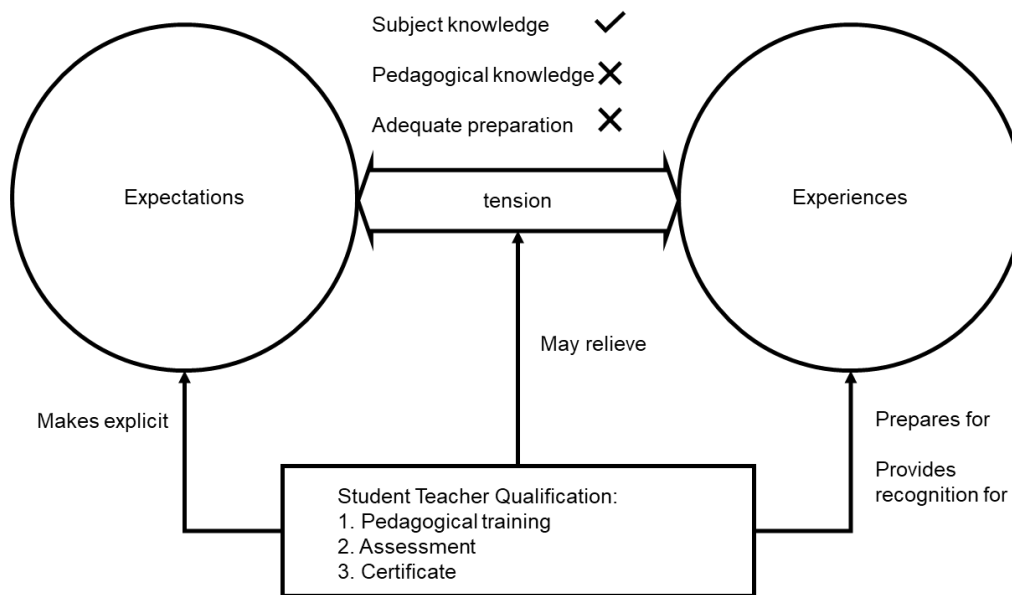 Subject knowledge
Pedagogical knowledge
Adequate preparation
Expectations
tension
Experiences
May relieve
Makes explicit
Prepares for
Provides
recognition for
Student Teacher Qualification:
1. Pedagogical training
2. Assessment
3. Certificate